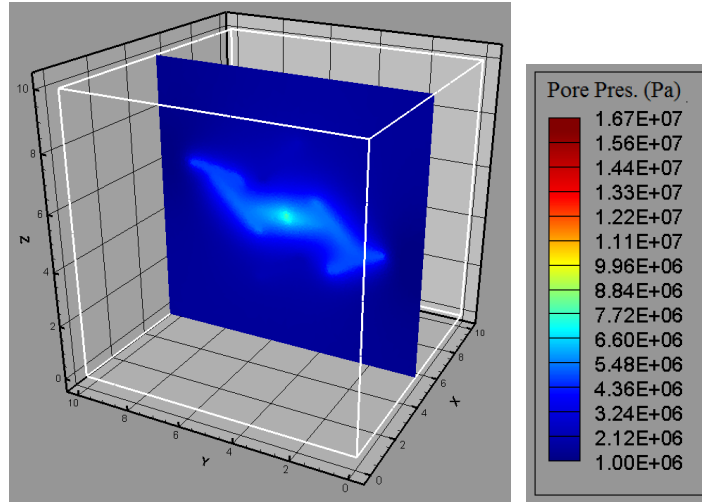 10
8
6
4
2
0
Z
10
8
6
4
2
0
Y
0
2
4
6
8
10
X
Pore Pres. (Pa)
1.67E+07
1.56E+07
1.44E+07
1.33E+07
1.22E+07
1.11E+07
9.96E+06
8.84E+06
7.72E+06
6.60E+06
5.48E+06
4.36E+06
3.24E+06
2.12E+06
1.00E+06